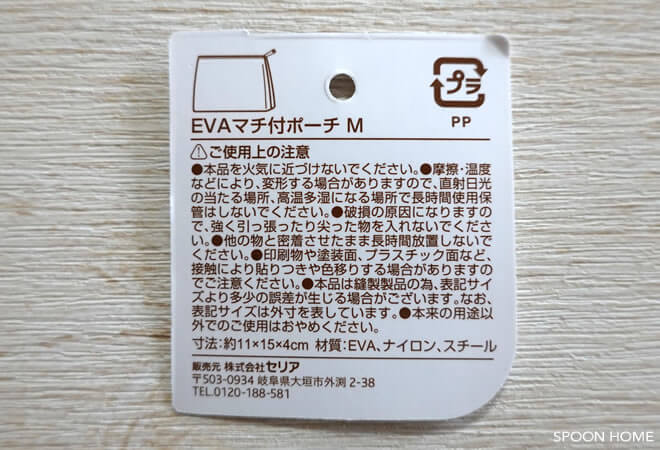 プラ
PP
EVAマチ付ポーチ M
⚠ご使用上の注意
●本品を火気に近づけないでください。●摩擦・温度
などにより、変形する場合がありますので、直射日光
の当たる場所、高温多湿になる場所で長時間使用保
管はしないでください。●破損の原因になりますの
で、強く引っ張ったり尖った物を入れないでくださ
い。●他の物と密着させたまま長時間放置しないで
ください。●印刷物や塗装面、プラスチック面など、
接触により貼りつきや色移りする場合がありますの
でご注意ください。●本品は縫製製品の為、表記サイ
ズより多少の誤差が生じる場合がございます。なお、
表記サイズは外寸を表しています。●本来の用途以
外でのご使用はおやめください。
寸法：約11×15×4cm 材質：EVA、ナイロン、スチール
販売元 株式会社セリア
〒503-0934 岐阜県大垣市外渕 2-38
TEL.0120-188-581
SPOON HOME